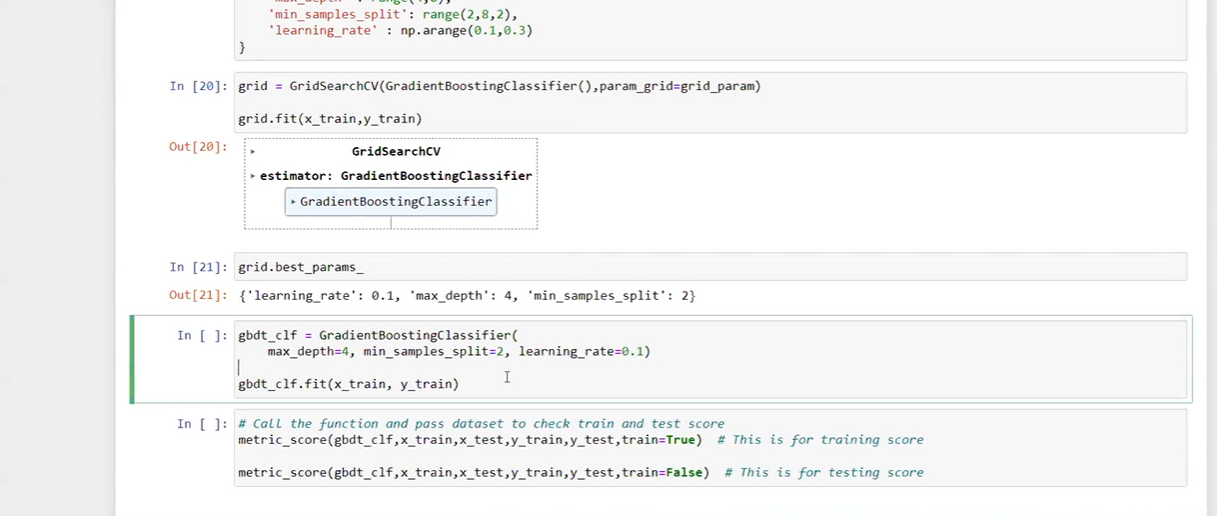 'min_samples_split': range(2,8,2),
'learning_rate' : np.arange(0.1,0.3)
}
In [20]: grid = GridSearchCV(GradientBoostingClassifier(),param_grid=grid_param)
grid.fit(x_train,y_train)
Out[20]:
GridSearchCV
estimator: GradientBoostingClassifier
GradientBoostingClassifier
In [21]: grid.best_params_
Out[21]: {'learning_rate': 0.1, 'max_depth': 4, 'min_samples_split': 2}
In [ ]: gbdt_clf = GradientBoostingClassifier(
max_depth=4, min_samples_split=2, learning_rate=0.1)
gbdt_clf.fit(x_train, y_train)
In [ ]: # Call the function and pass dataset to check train and test score
metric_score(gbdt_clf,x_train,x_test,y_train,y_test,train=True) # This is for training score
metric_score(gbdt_clf,x_train,x_test,y_train,y_test,train=False) # This is for testing score